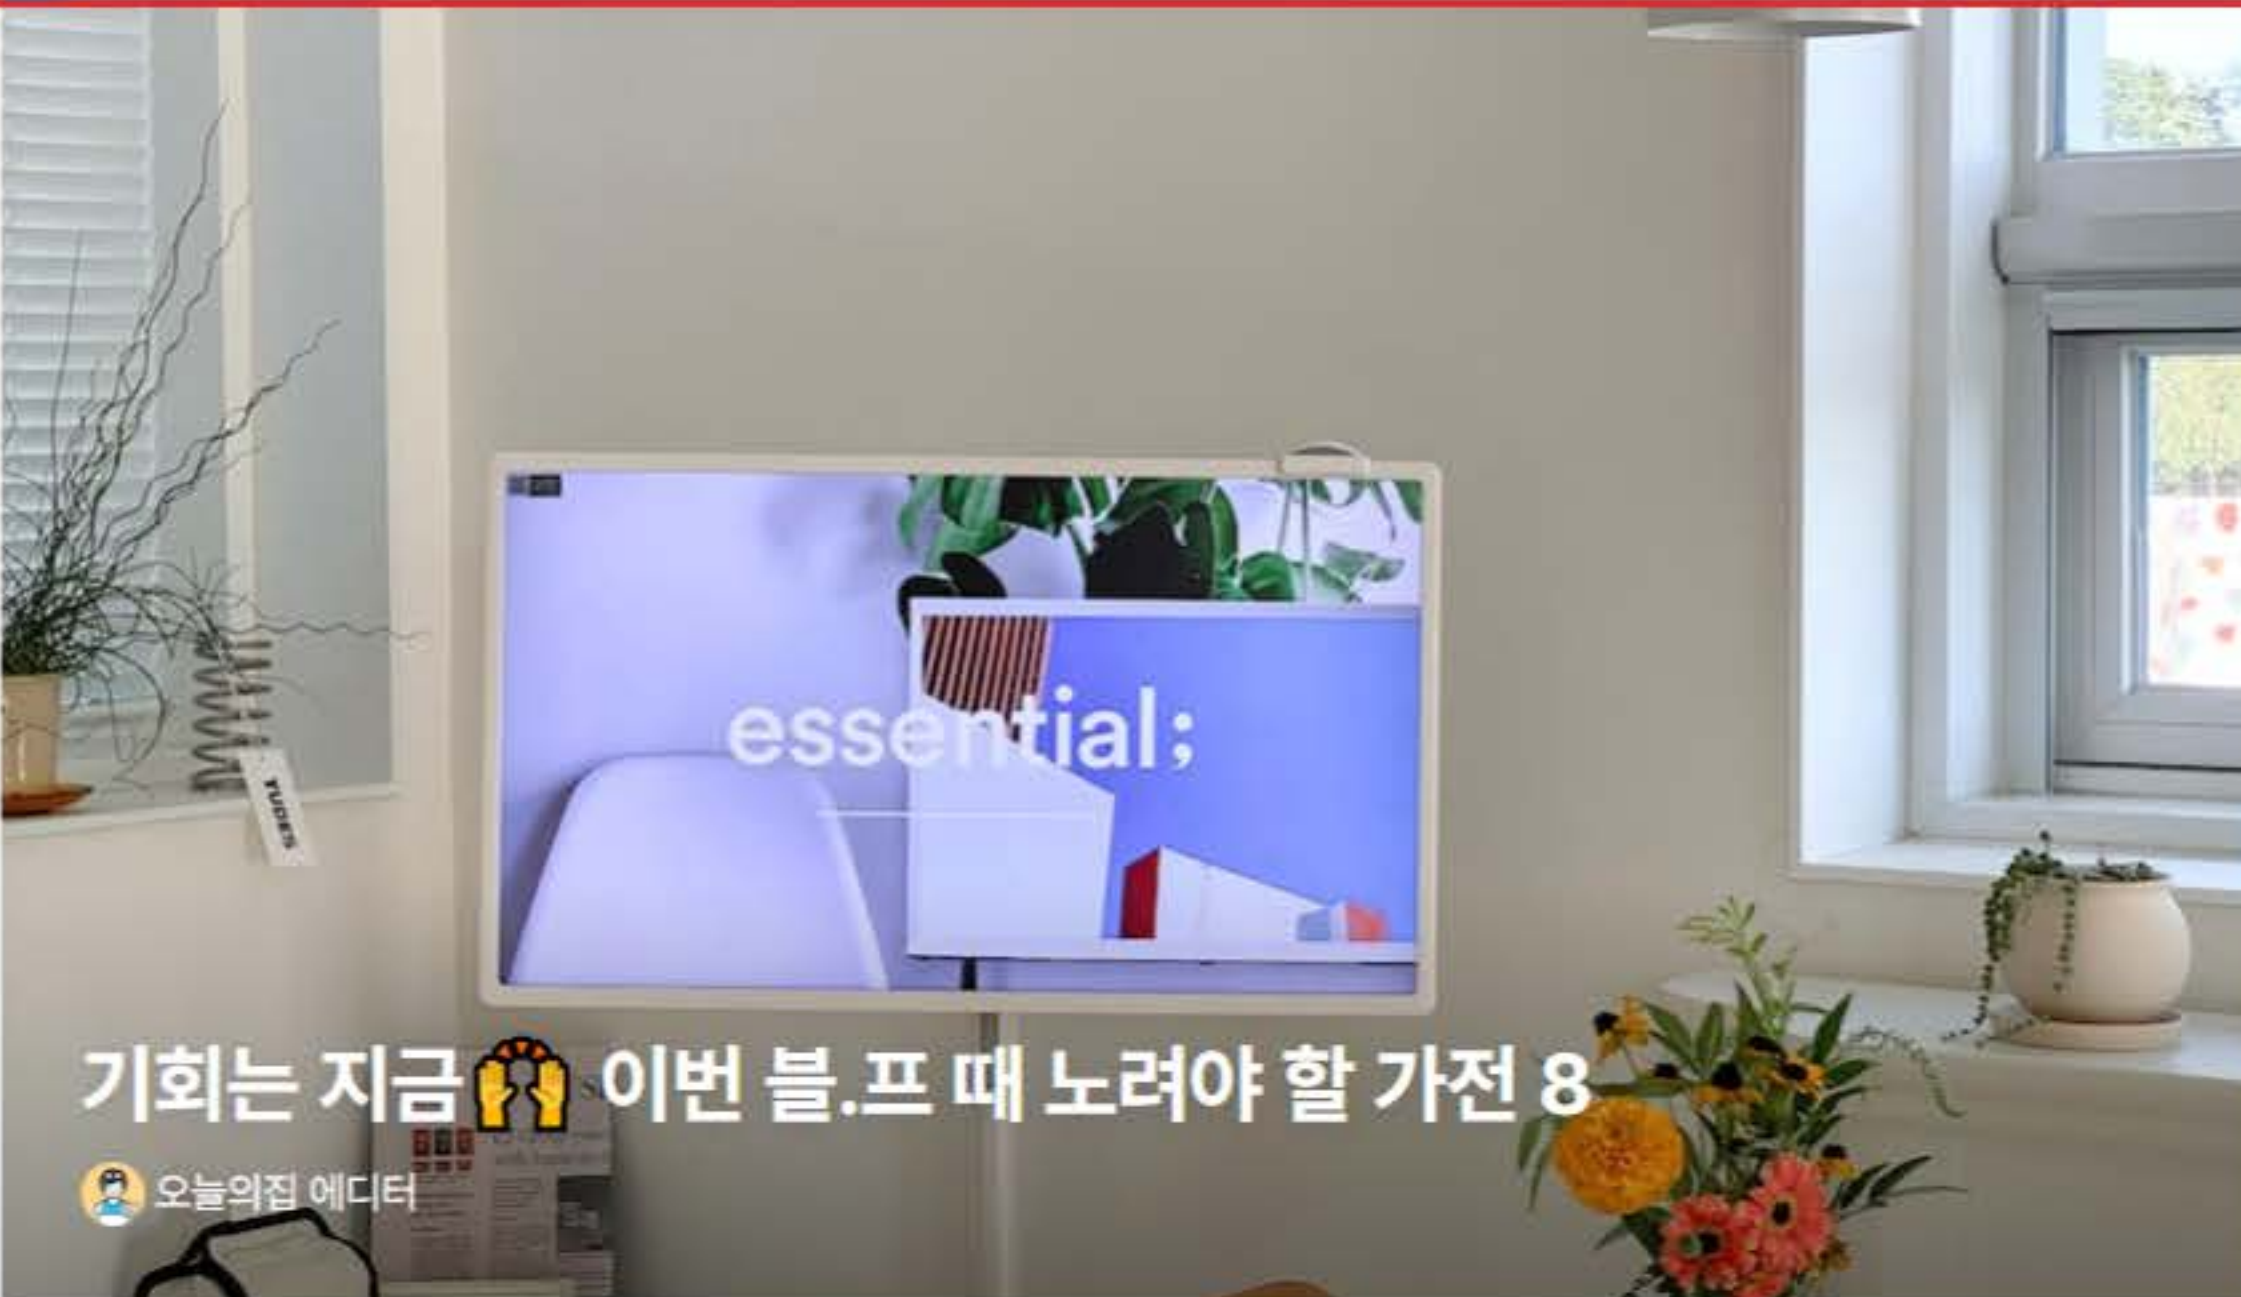 TUDES
essential;
기회는 지금🙌 이번 블.프 때 노려야 할 가전 8
오늘의집 에디터